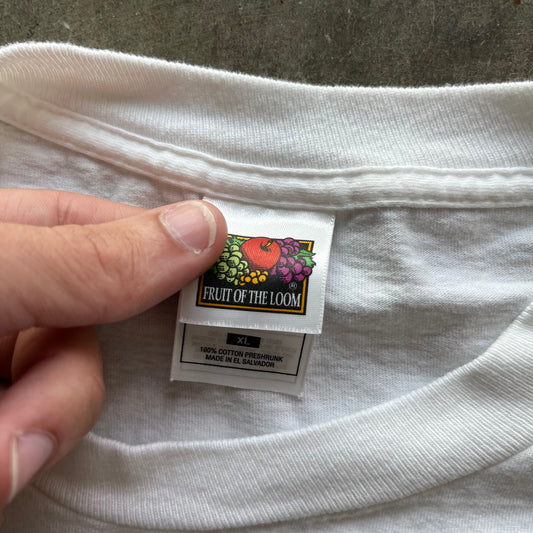 ®
FRUIT OF THE LOOM
XL
100% COTTON PRESHRUNK
MADE IN EL SALVADOR